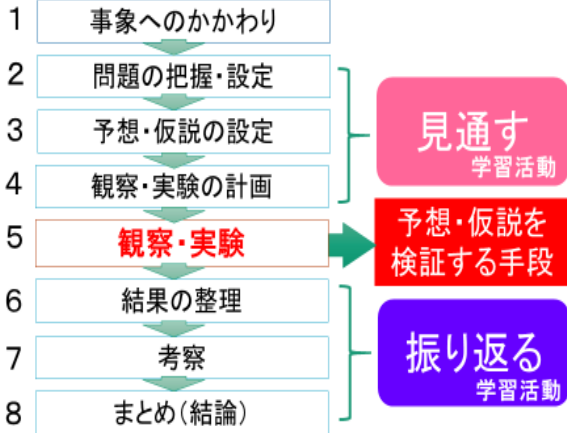 1 事象へのかかわり
2 問題の把握・設定
3 予想・仮説の設定
4 観察・実験の計画
見通す
学習活動
5 観察・実験
予想・仮説を
検証する手段
6 結果の整理
7 考察
8 まとめ(結論)
振り返る
学習活動